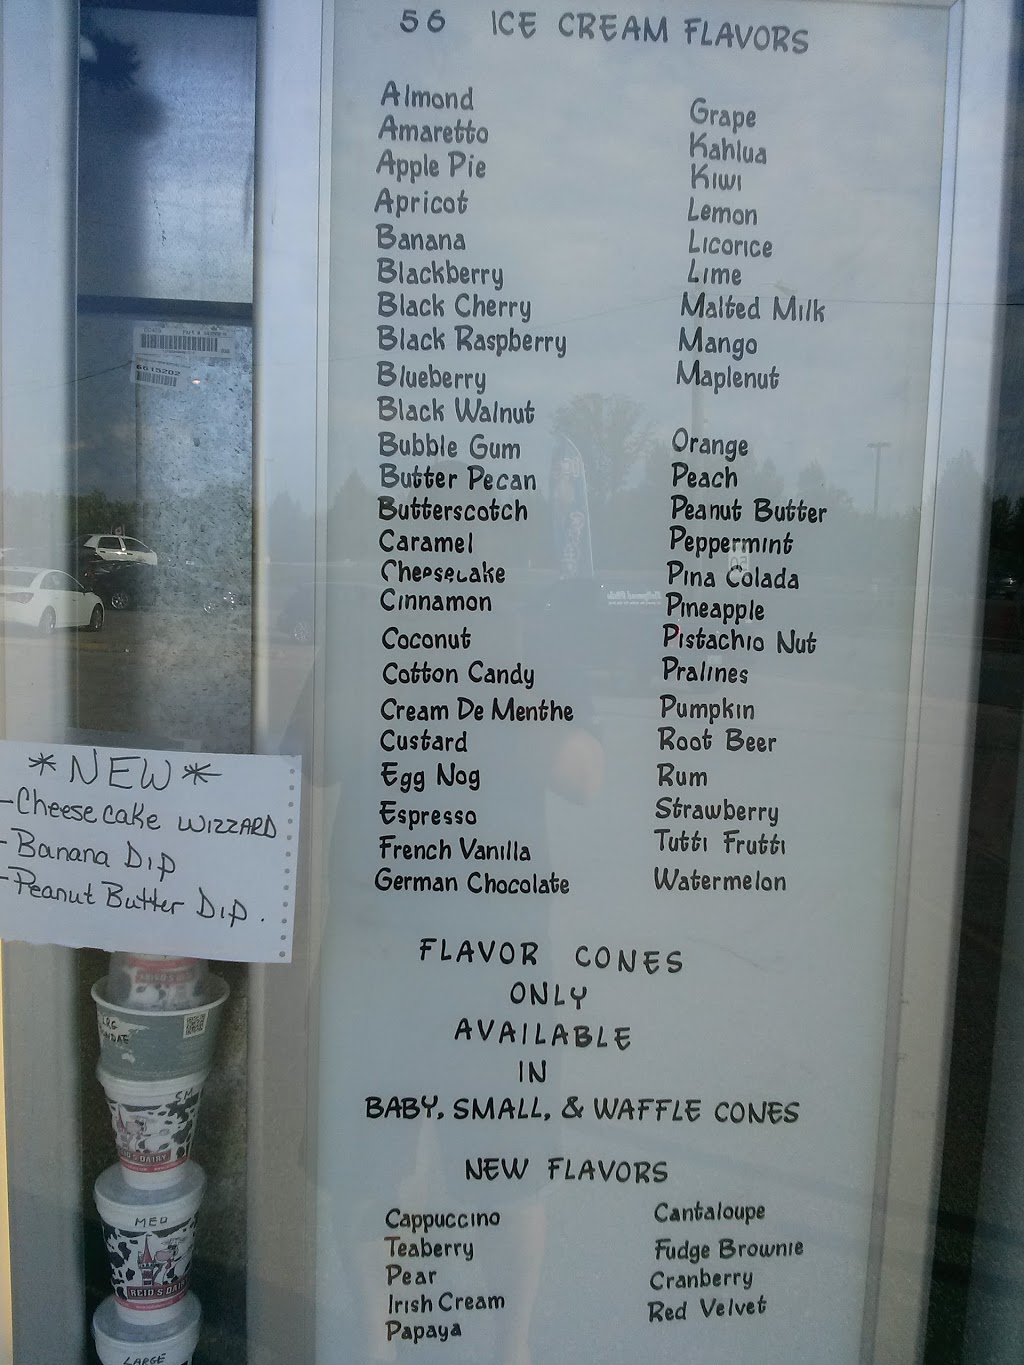 56 ICE CREAM FLAVORS
Almond
Amaretto
Apple Pie
Apricot
Banana
Blackberry
Black Cherry
Black Raspberry
Blueberry
Black Walnut
Bubble Gum
Butter Pecan
Butterscotch
Caramel
Cheesecake
Cinnamon
Coconut
Cotton Candy
Cream De Menthe
Custard
Egg Nog
Espresso
French Vanilla
German Chocolate
Grape
Kahlua
Kiwi
Lemon
Licorice
Lime
Malted Milk
Mango
Maplenut
Orange
Peach
Peanut Butter
Peppermint
Pina Colada
Pineapple
Pistachio Nut
Pralines
Pumpkin
Root Beer
Rum
Strawberry
Tutti Frutti
Watermelon
FLAVOR CONES
ONLY
AVAILABLE
IN
BABY, SMALL, & WAFFLE CONES
NEW FLAVORS
Cappuccino
Teaberry
Pear
Irish Cream
Papaya
Cantaloupe
Fudge Brownie
Cranberry
Red Velvet
*NEW*
-Cheese cake WIZZARD
-Banana Dip
-Peanut Butter Dip.
6615202
LRG
SM
MED
REID'S DAIRY
LARGE